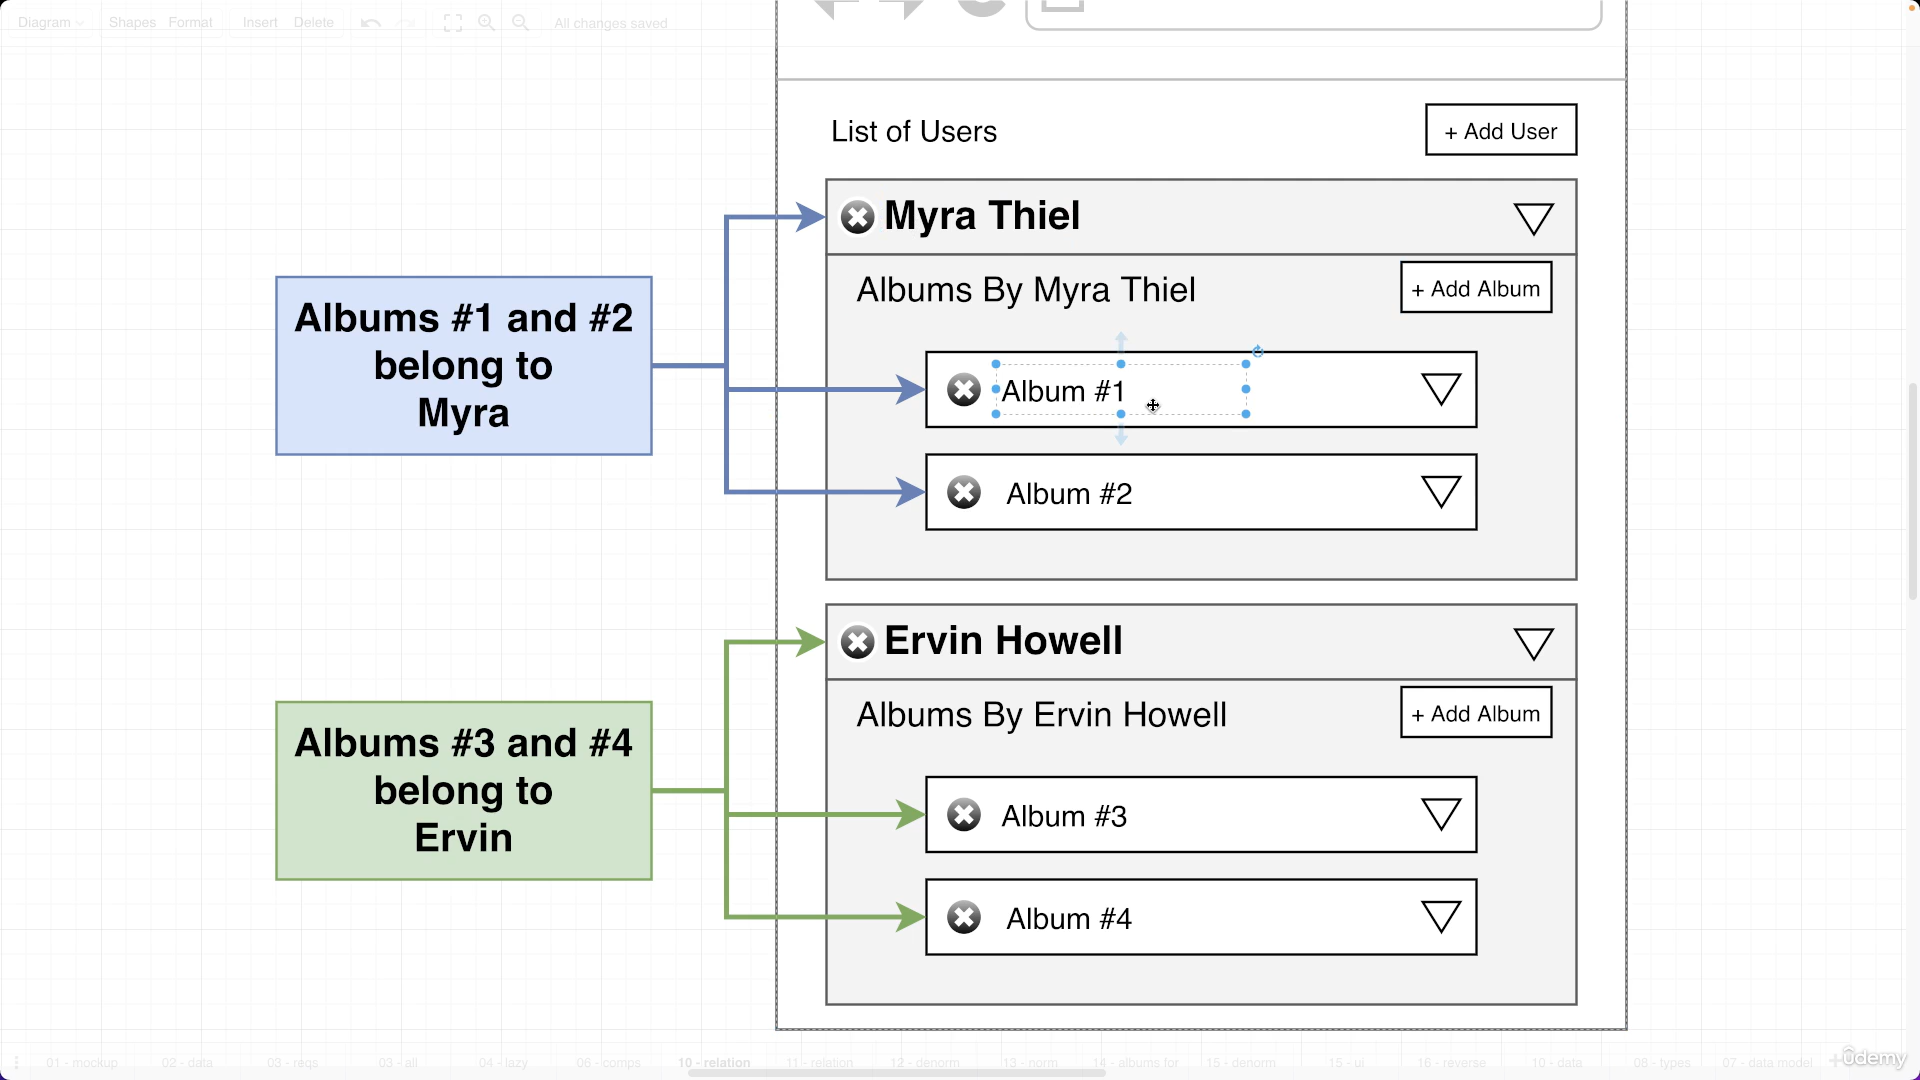 Diagram Shapes Format Insert Delete All changes saved
List of Users
+ Add User
Myra Thiel
Albums By Myra Thiel
+ Add Album
Albums #1 and #2
belong to
Myra
Album #1
Album #2
Ervin Howell
Albums By Ervin Howell
+ Add Album
Albums #3 and #4
belong to
Ervin
Album #3
Album #4
01 - mockup 02 - data 03 - reqs 03 - all 04 - lazy 06 - comps 10 - relation 11 - relation 12 - denorm 13 - norm 14 - albums for 15 - denorm 15 - ui 16 - reverse 10 - data 06 - types 07 - data model
ûdemy